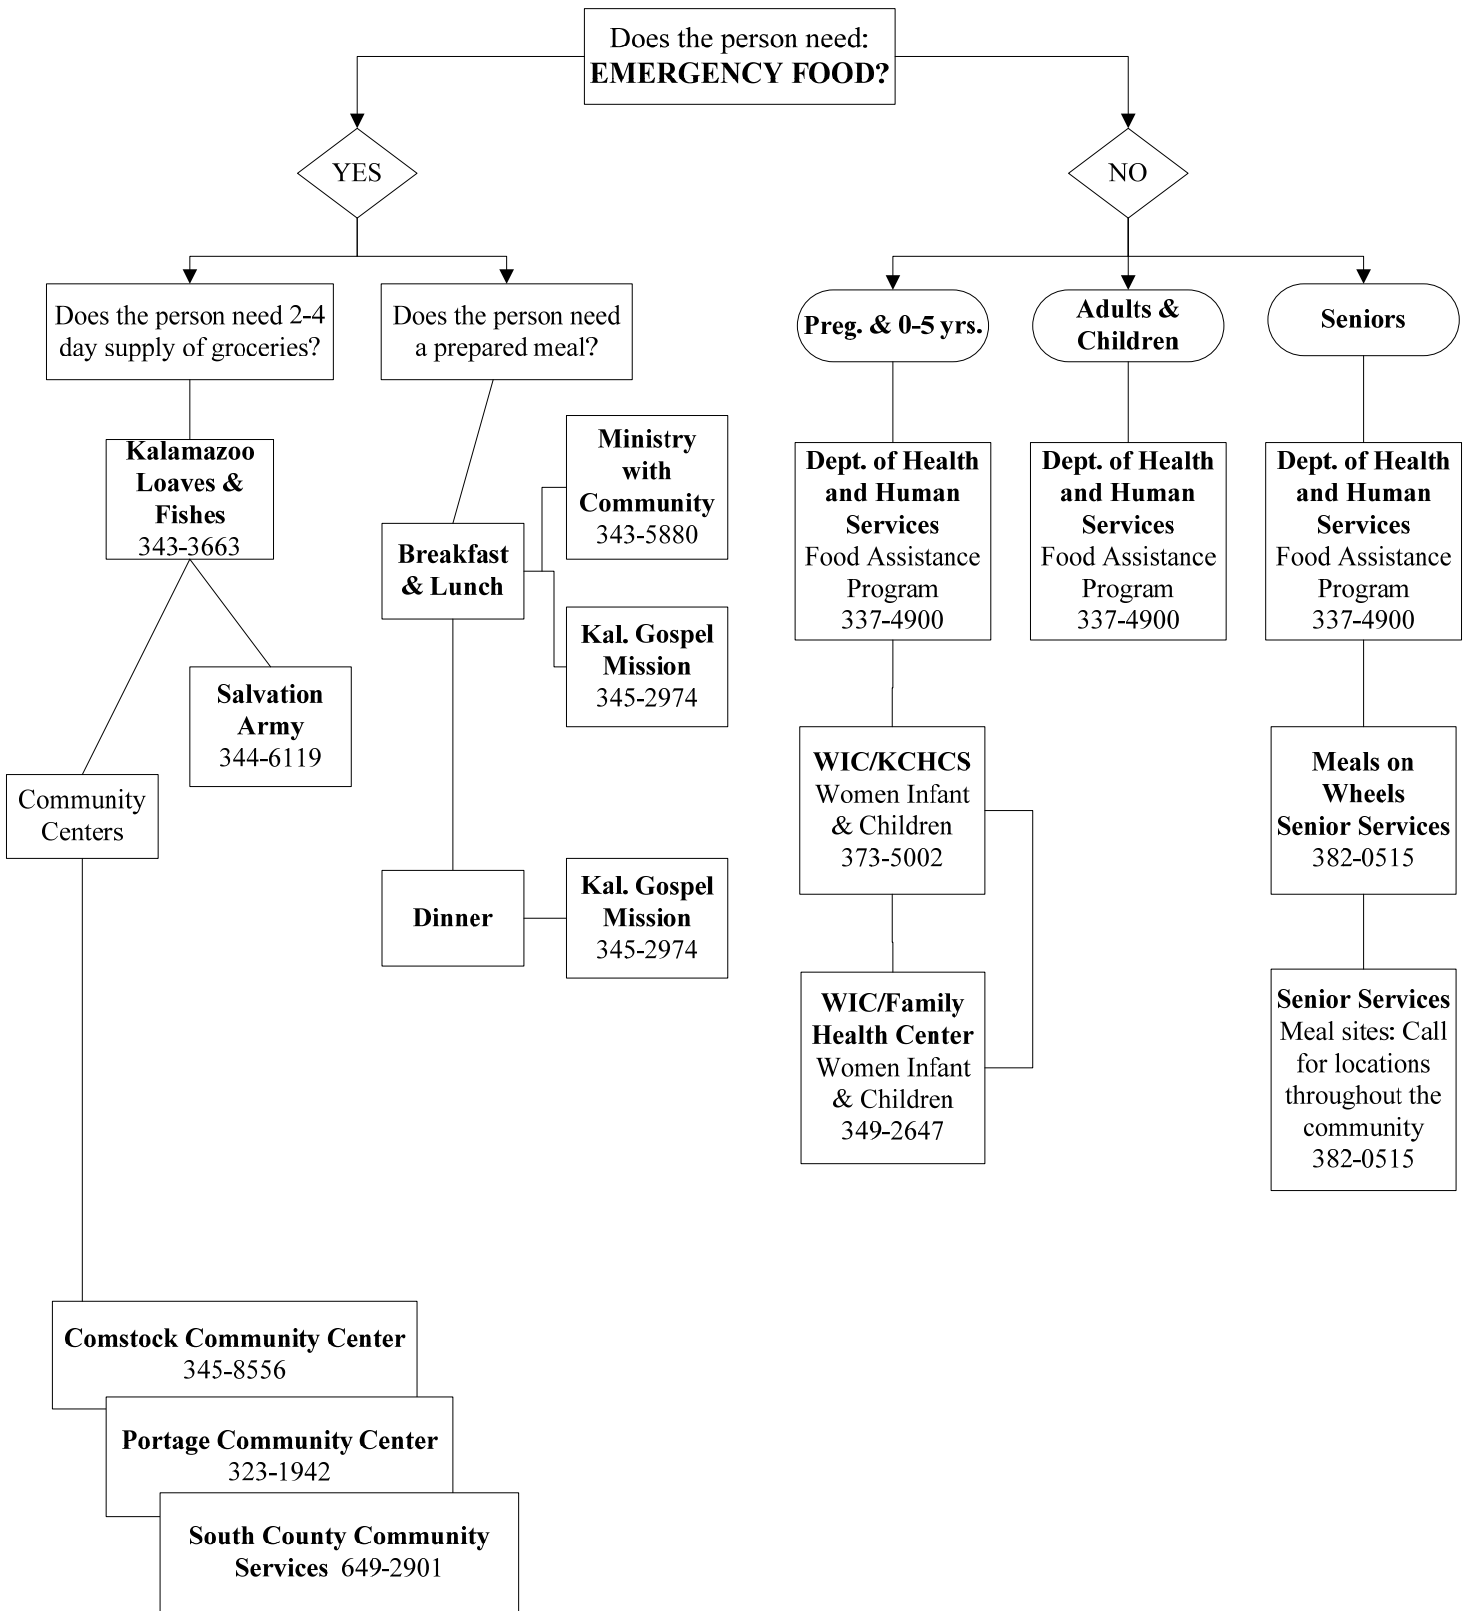 Does the person need:
EMERGENCY FOOD?
YES
NO
Does the person need 2-4
day supply of groceries?
Does the person need
a prepared meal?
Preg. & 0-5 yrs.
Adults &
Children
Seniors
Kalamazoo
Loaves &
Fishes
343-3663
Salvation
Army
344-6119
Community
Centers
Breakfast
& Lunch
Ministry
with
Community
343-5880
Kal. Gospel
Mission
345-2974
Dinner
Kal. Gospel
Mission
345-2974
Dept. of Health
and Human
Services
Food Assistance
Program
337-4900
Dept. of Health
and Human
Services
Food Assistance
Program
337-4900
Dept. of Health
and Human
Services
Food Assistance
Program
337-4900
WIC/KCHCS
Women Infant
& Children
373-5002
WIC/Family
Health Center
Women Infant
& Children
349-2647
Meals on
Wheels
Senior Services
382-0515
Senior Services
Meal sites: Call
for locations
throughout the
community
382-0515
Comstock Community Center
345-8556
Portage Community Center
323-1942
South County Community
Services 649-2901